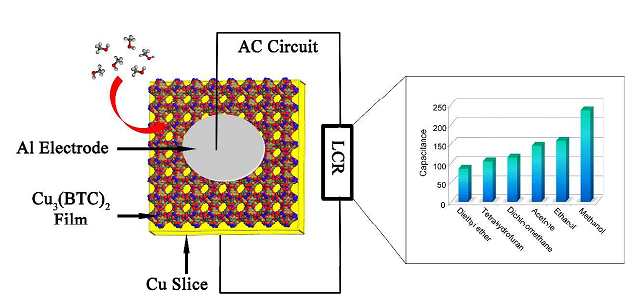 AC Circuit
Al Electrode
LCR
Cu3(BTC)2
Film
Cu Slice
Capacitance
250
200
150
100
50
0
Diethyl ether
Tetrahydrofuran
Dichloromethane
Acetone
Ethanol
Methanol